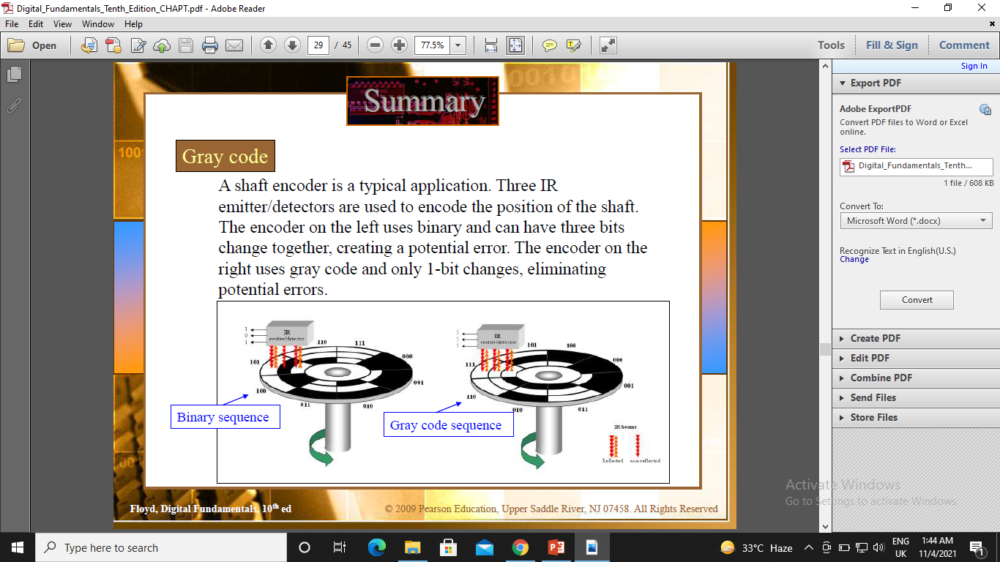 Digital_Fundamentals_Tenth_Edition_CHAPT.pdf - Adobe Reader
File Edit View Window Help
Open
29 / 45
77.5%
Tools Fill & Sign Comment
Sign In
Export PDF
Adobe ExportPDF
Convert PDF files to Word or Excel
online.
Select PDF File:
Digital_Fundamentals_Tenth...
1 file / 608 KB
Convert To:
Microsoft Word (*.docx)
Recognize Text in English(U.S.)
Change
Convert
Create PDF
Edit PDF
Combine PDF
Send Files
Store Files
Summary
Gray code
A shaft encoder is a typical application. Three IR
emitter/detectors are used to encode the position of the shaft.
The encoder on the left uses binary and can have three bits
change together, creating a potential error. The encoder on the
right uses gray code and only 1-bit changes, eliminating
potential errors.
1
0
1
IR
emitter/detector
110 111
101 000
100 001
011 010
Binary sequence
1
1
1
IR
emitter/detector
101 100
111 000
110 001
010 011
Gray code sequence
IR beams
Reflected non-reflected
Floyd, Digital Fundamentals, 10th ed
© 2009 Pearson Education, Upper Saddle River, NJ 07458. All Rights Reserved
Activate Windows
Go to Settings to activate Windows.
Type here to search
33°C Haze
ENG
UK
1:44 AM
11/4/2021
1